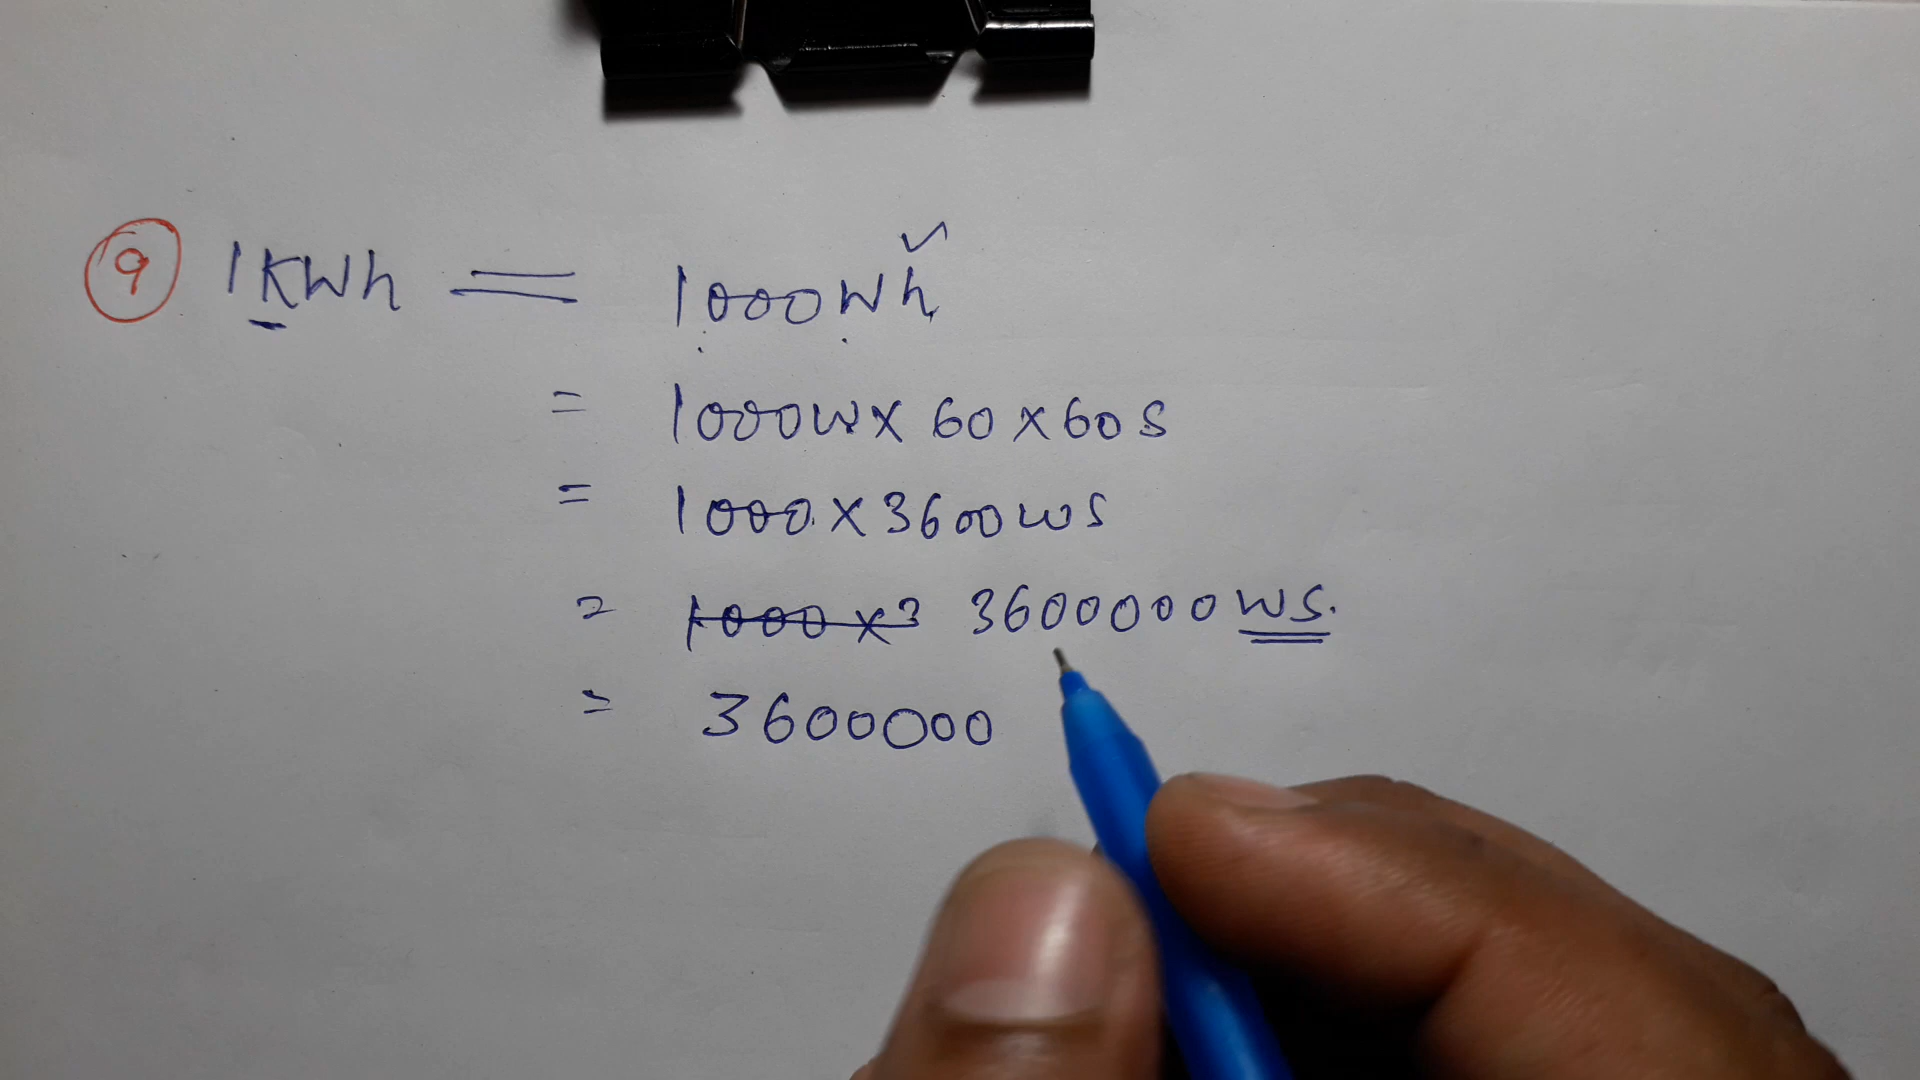 9 1KWh = 1000Wh
= 1000W x 60 x 60 S
= 1000 x 3600 WS
= 1000 x 3 3600000 WS.
= 3600000